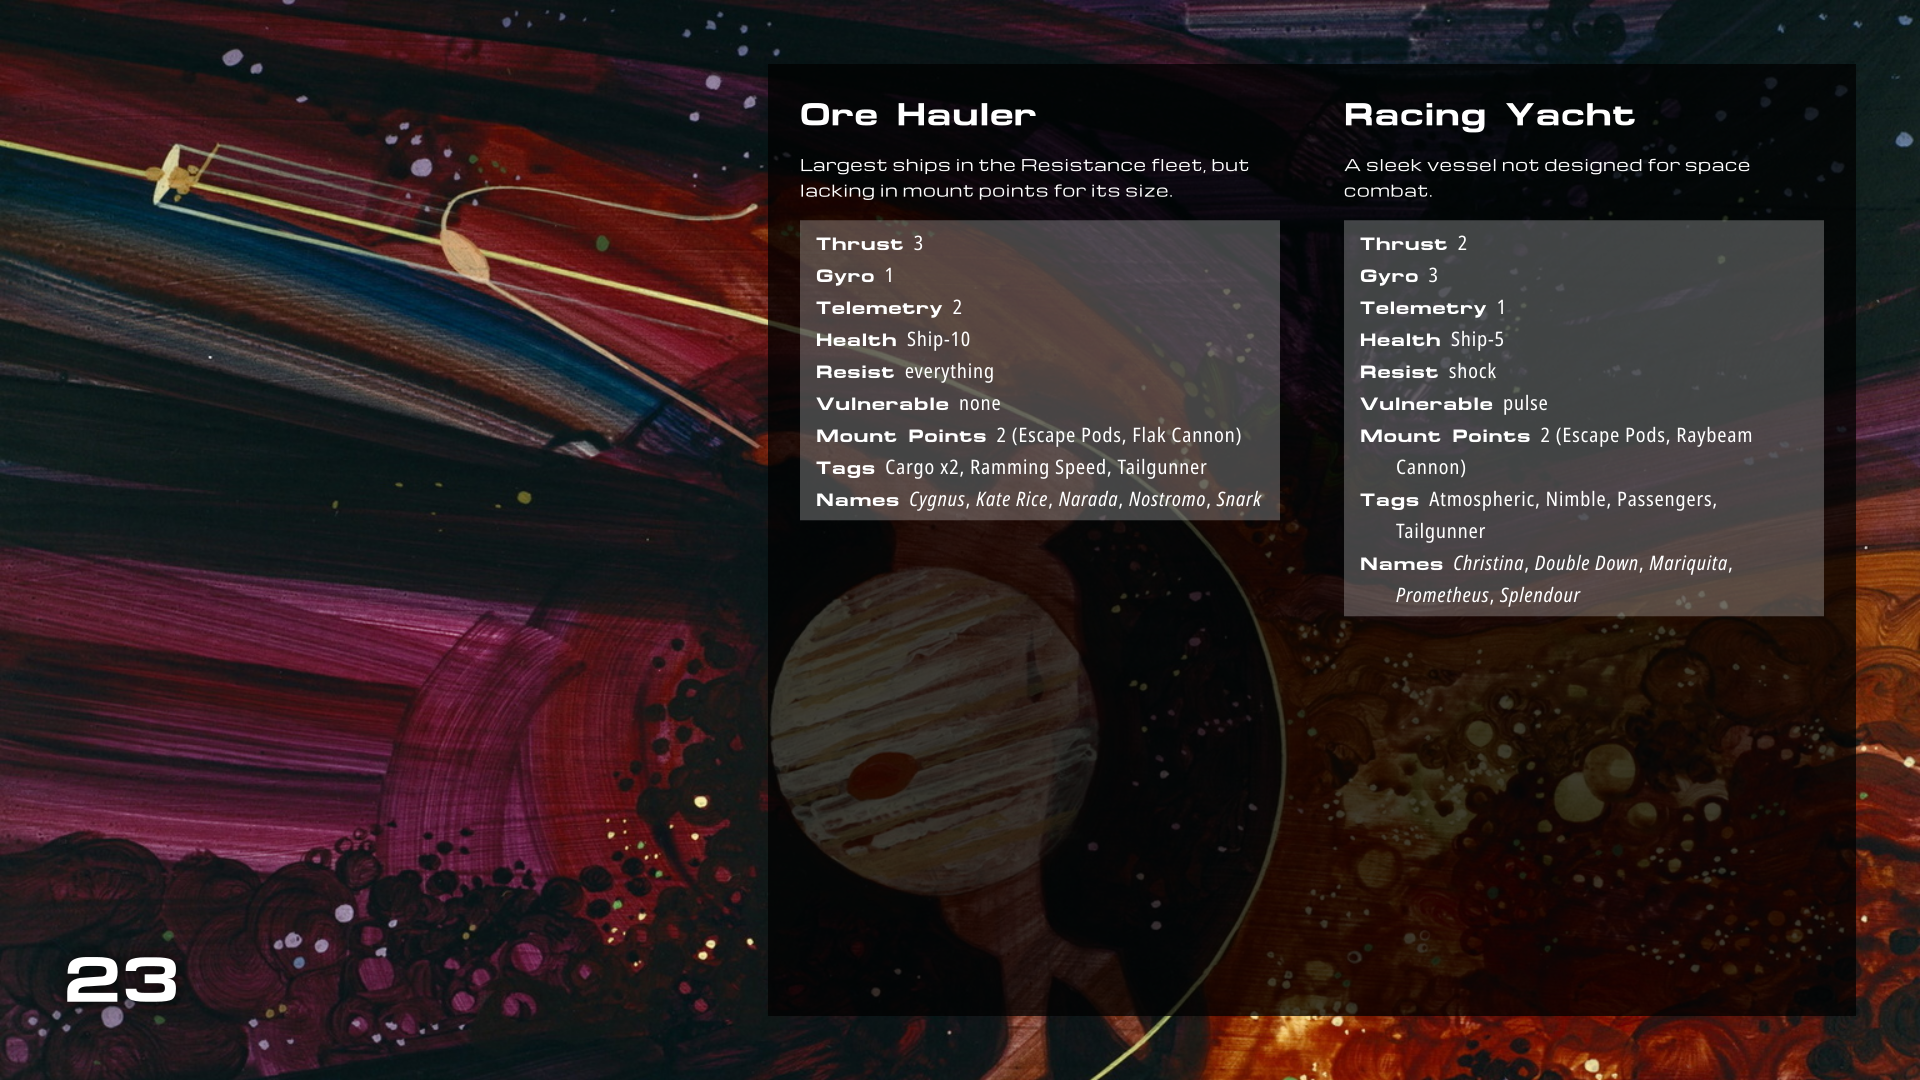 Ore Hauler
Largest ships in the Resistance fleet, but
lacking in mount points for its size.
Thrust 3
Gyro 1
Telemetry 2
Health Ship-10
Resist everything
Vulnerable none
Mount Points 2 (Escape Pods, Flak Cannon)
Tags Cargo x2, Ramming Speed, Tailgunner
Names Cygnus, Kate Rice, Narada, Nostromo, Snark
Racing Yacht
A sleek vessel not designed for space
combat.
Thrust 2
Gyro 3
Telemetry 1
Health Ship-5
Resist shock
Vulnerable pulse
Mount Points 2 (Escape Pods, Raybeam
Cannon)
Tags Atmospheric, Nimble, Passengers,
Tailgunner
Names Christina, Double Down, Mariquita,
Prometheus, Splendour
23